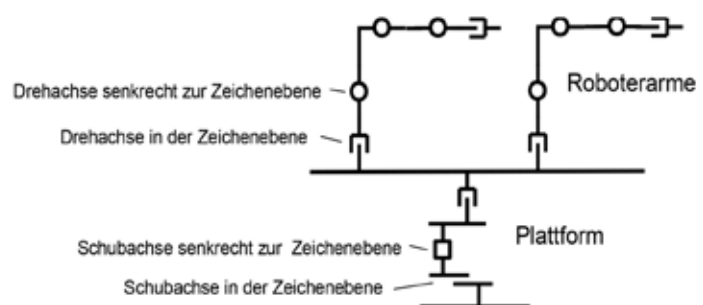 Drehachse senkrecht zur Zeichenebene
Roboterarme
Drehachse in der Zeichenebene
Plattform
Schubachse senkrecht zur Zeichenebene
Schubachse in der Zeichenebene